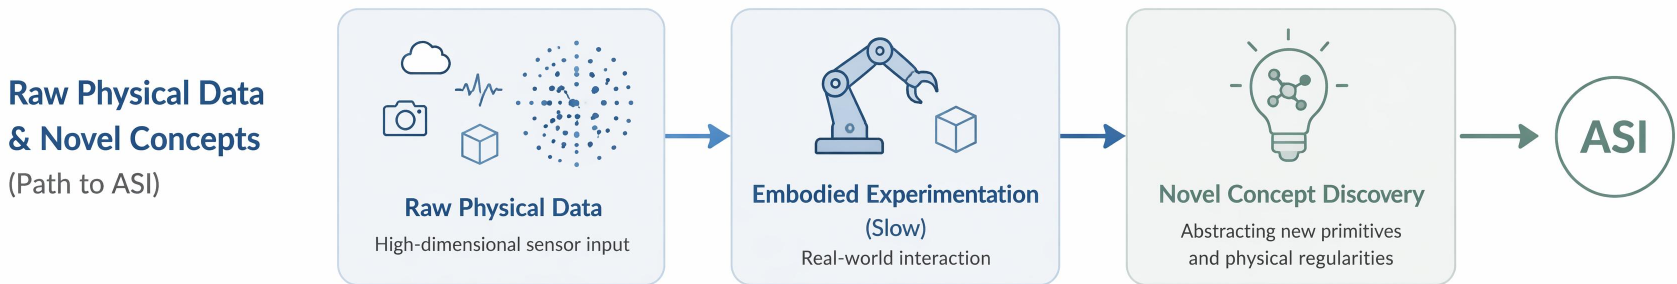 Raw Physical Data
& Novel Concepts
(Path to ASI)
Raw Physical Data
High-dimensional sensor input
Embodied Experimentation
(Slow)
Real-world interaction
Novel Concept Discovery
Abstracting new primitives
and physical regularities
ASI